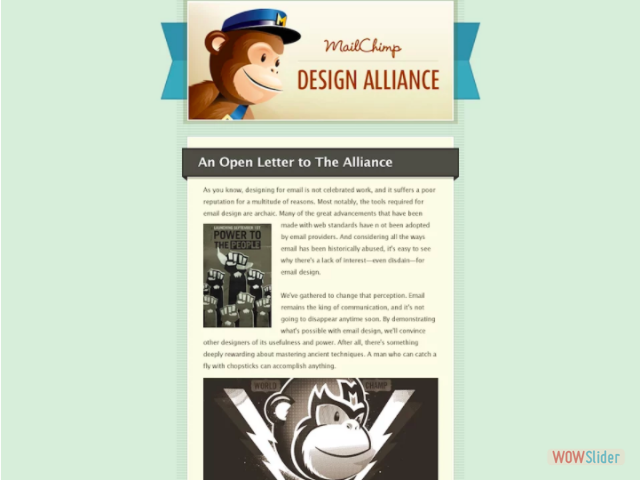 MailChimp
DESIGN ALLIANCE
An Open Letter to The Alliance
As you know, designing for email is not celebrated work, and it suffers a poor
reputation for a multitude of reasons. Most notably, the tools required for
email design are archaic. Many of the great advancements that have been
made with web standards have n ot been adopted
by email providers. And considering all the ways
email has been historically abused, it's easy to see
why there's a lack of interest—even disdain—for
email design.
POWER TO
THE PEOPLE
We've gathered to change that perception. Email
remains the king of communication, and it's not
going to disappear anytime soon. By demonstrating
what's possible with email design, we'll convince
other designers of its usefulness and power. After all, there's something
deeply rewarding about mastering ancient techniques. A man who can catch a
fly with chopsticks can accomplish anything.
WORLD CHAMP
WOWSlider